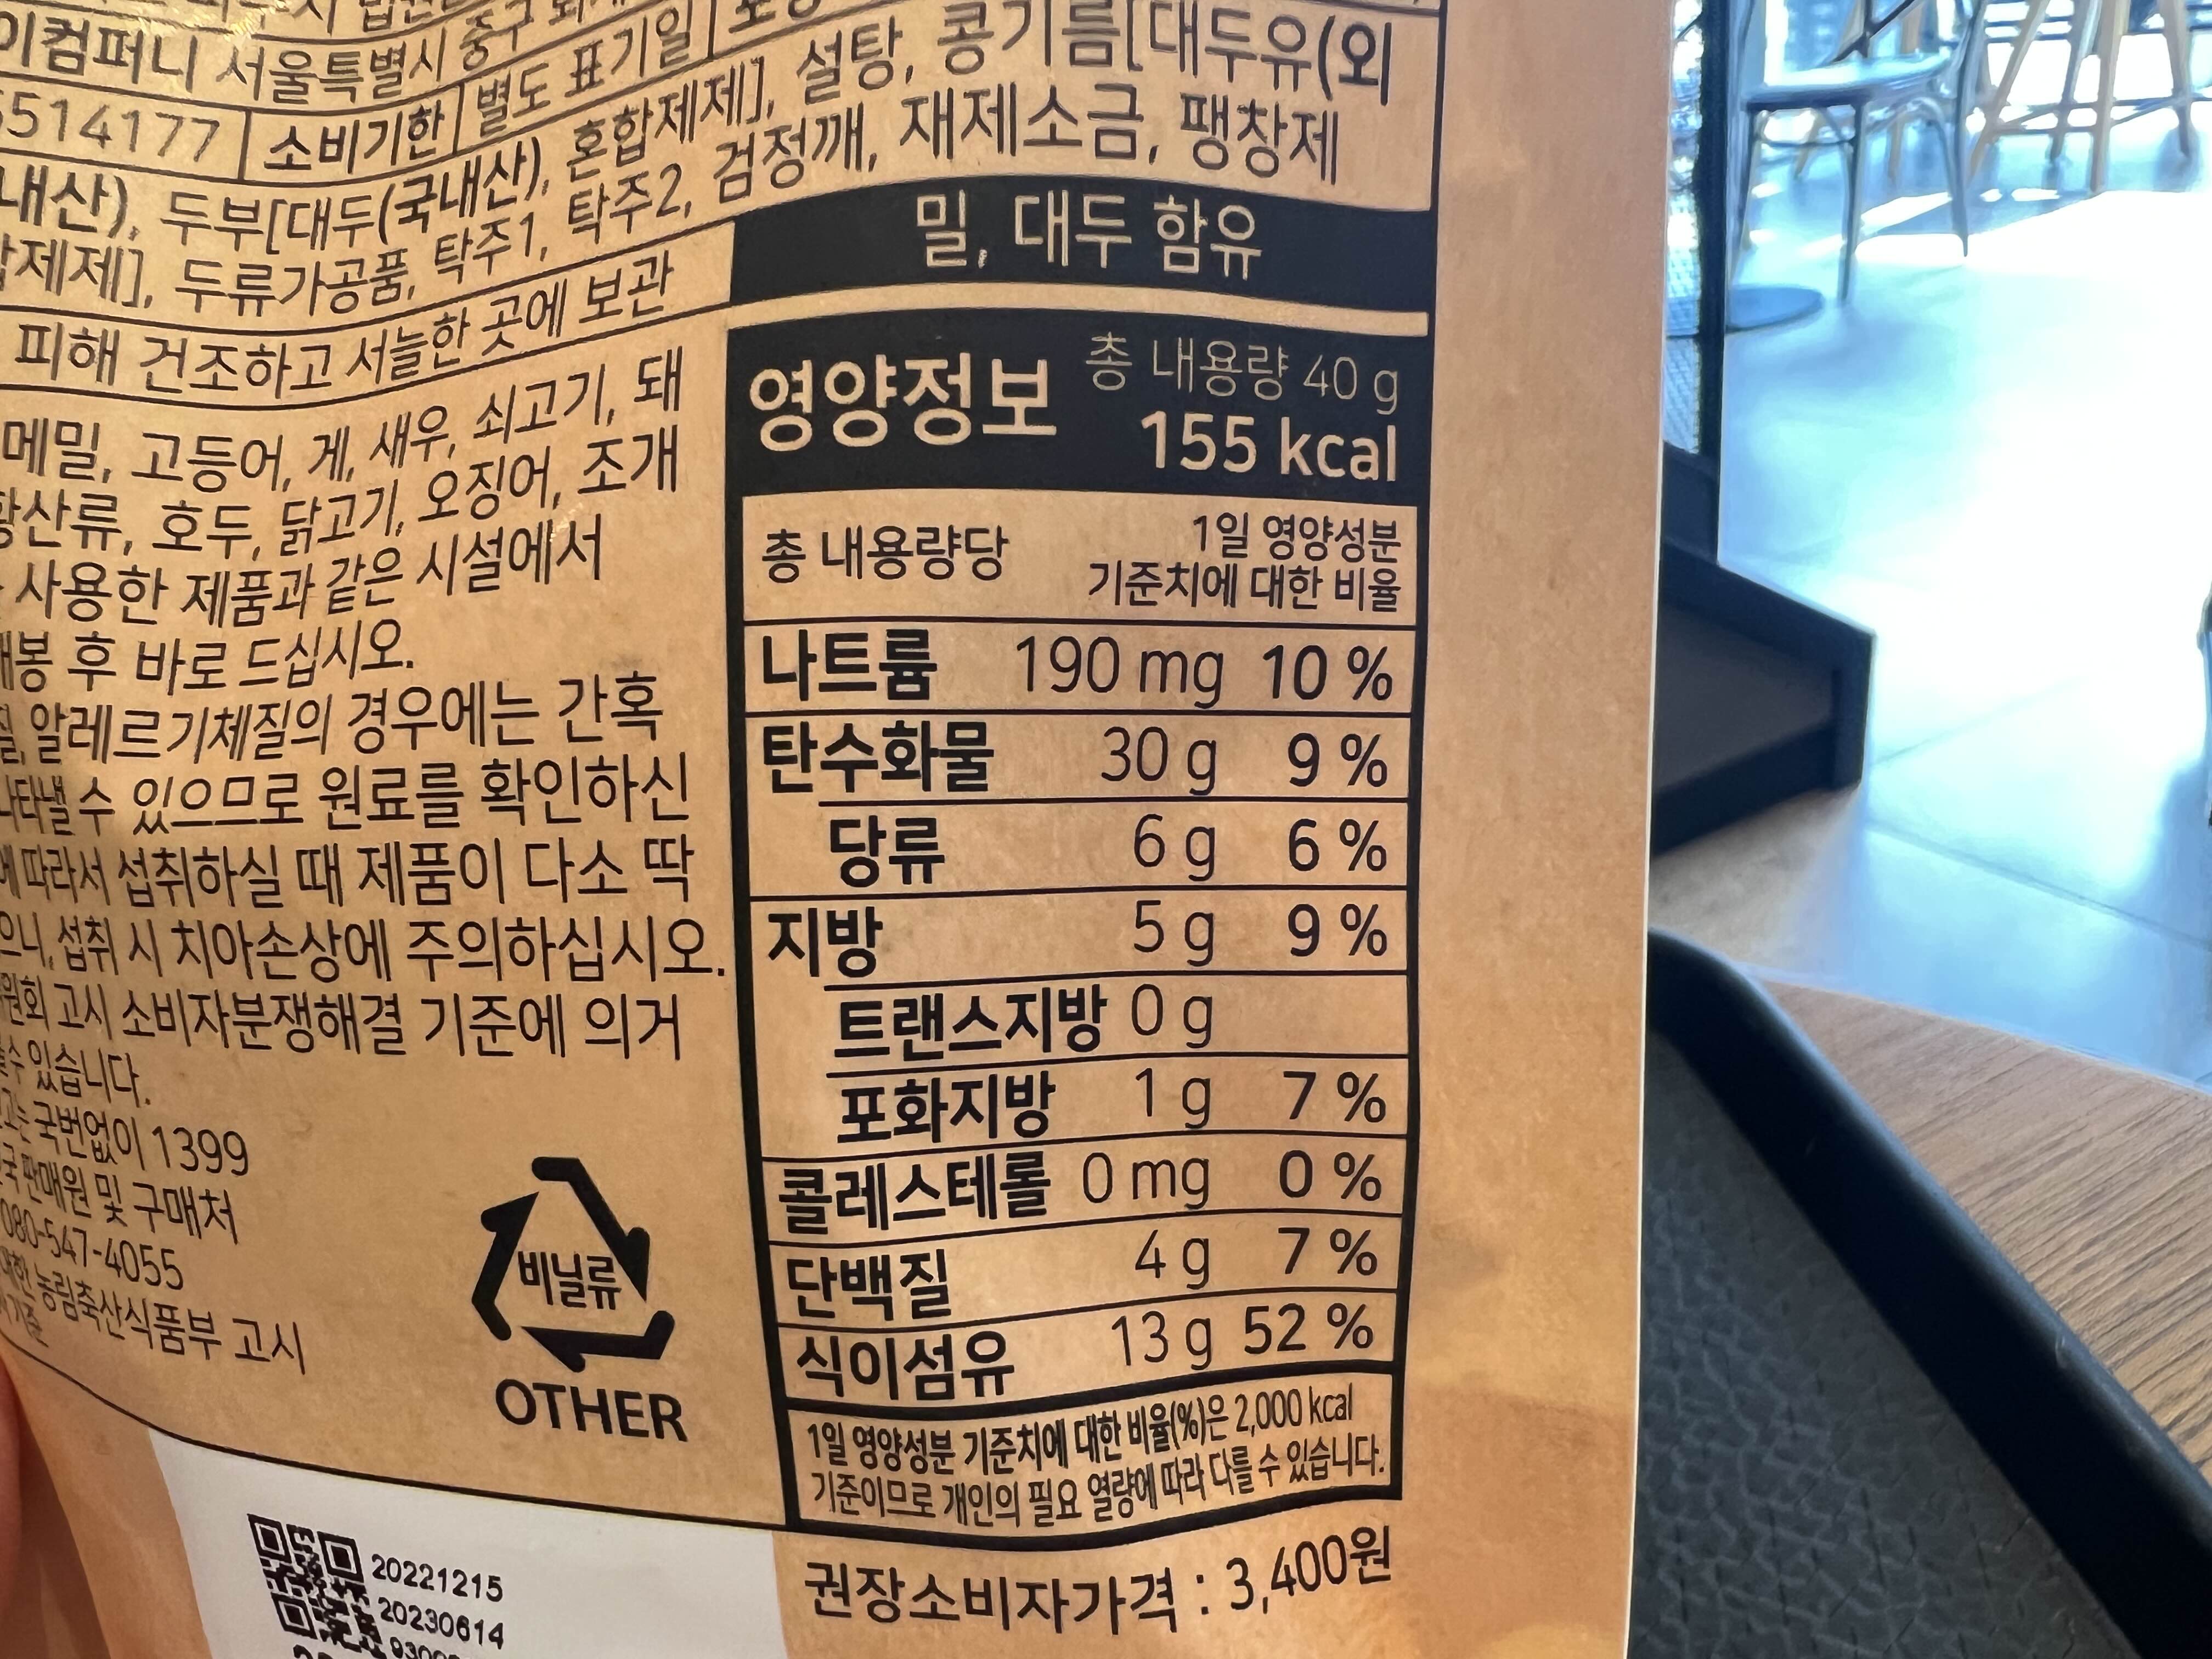 이컴퍼니 서울특별시 중구
5514177 소비기한 별도 표기일
내산), 두부[대두(국내산), 혼합제제], 설탕, 콩기름[대두유(외
제제], 두류가공품, 탁주1, 탁주2, 검정깨, 재제소금, 팽창제
밀, 대두 함유
피해 건조하고 서늘한 곳에 보관
메밀, 고등어, 게, 새우, 쇠고기, 돼
황산류, 호두, 닭고기, 오징어, 조개
사용한 제품과 같은 시설에서
개봉 후 바로 드십시오.
알레르기체질의 경우에는 간혹
나타낼 수 있으므로 원료를 확인하신
에 따라서 섭취하실 때 제품이 다소 딱
으니, 섭취 시 치아손상에 주의하십시오.
원회 고시 소비자분쟁해결 기준에 의거
수 있습니다.
고는 국번없이 1399
판매원 및 구매처
080-547-4055
농림축산식품부 고시
비닐류
OTHER
영양정보 총 내용량 40 g
155 kcal
총 내용량당 1일 영양성분
기준치에 대한 비율
나트륨 190 mg 10 %
탄수화물 30 g 9 %
당류 6 g 6 %
지방 5 g 9 %
트랜스지방 0 g
포화지방 1 g 7 %
콜레스테롤 0 mg 0 %
단백질 4 g 7 %
식이섬유 13 g 52 %
1일 영양성분 기준치에 대한 비율(%)은 2,000 kcal
기준이므로 개인의 필요 열량에 따라 다를 수 있습니다.
권장소비자가격 : 3,400원
20221215
20230614